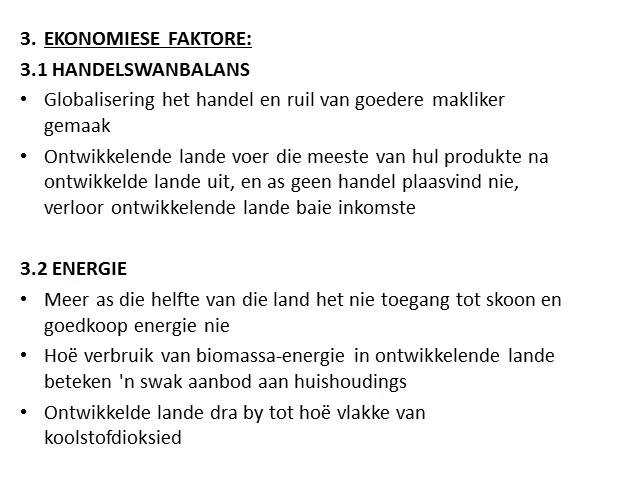 3. EKONOMIESE FAKTORE:
3.1 HANDELSWANBALANS
• Globalisering het handel en ruil van goedere makliker
gemaak
• Ontwikkelende lande voer die meeste van hul produkte na
ontwikkelde lande uit, en as geen handel plaasvind nie,
verloor ontwikkelende lande baie inkomste
3.2 ENERGIE
• Meer as die helfte van die land het nie toegang tot skoon en
goedkoop energie nie
• Hoë verbruik van biomassa-energie in ontwikkelende lande
beteken 'n swak aanbod aan huishoudings
• Ontwikkelde lande dra by tot hoë vlakke van
koolstofdioksied